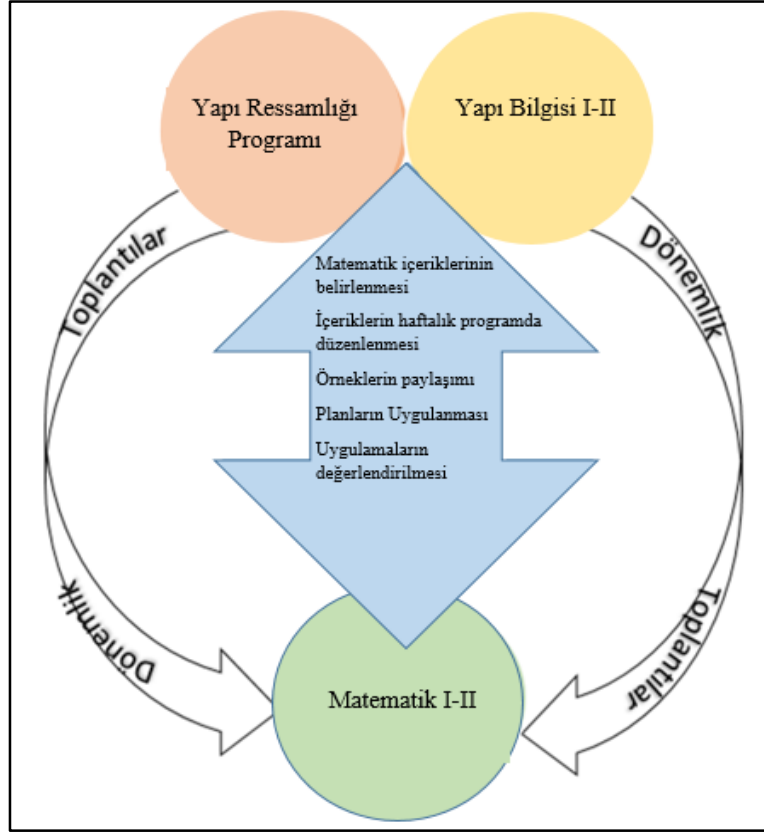 Yapı Ressamlığı
Programı
Yapı Bilgisi I-II
Toplantılar
Dönemlik
Matematik içeriklerinin
belirlenmesi
İçeriklerin haftalık programda
düzenlenmesi
Örneklerin paylaşımı
Planların Uygulanması
Uygulamaların
değerlendirilmesi
Dönemlik
Toplantılar
Matematik I-II